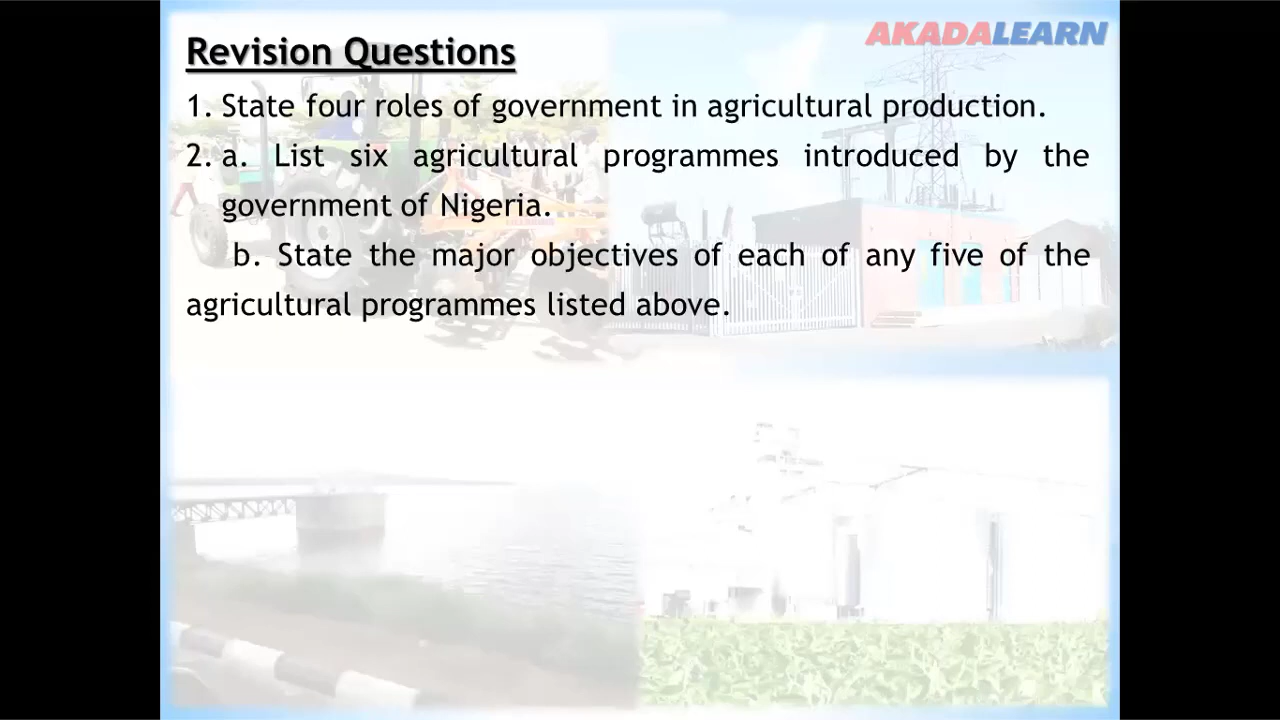 AKADALEARN
Revision Questions
1. State four roles of government in agricultural production.
2. a. List six agricultural programmes introduced by the
government of Nigeria.
b. State the major objectives of each of any five of the
agricultural programmes listed above.